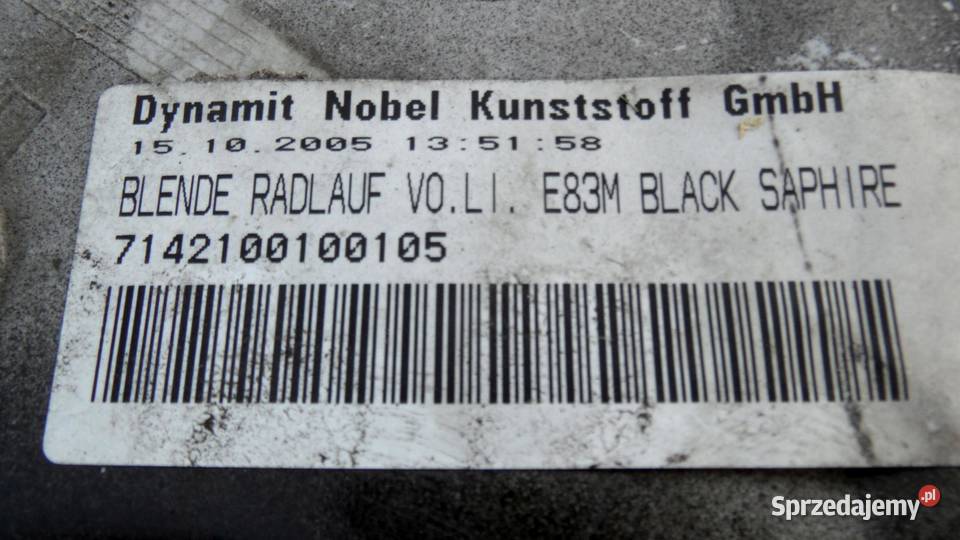 Dynamit Nobel Kunststoff GmbH
15.10.2005 13:51:58
BLENDE RADLAUF VO.LI. E83M BLACK SAPHIRE
7142100100105
Sprzedajemy.pl